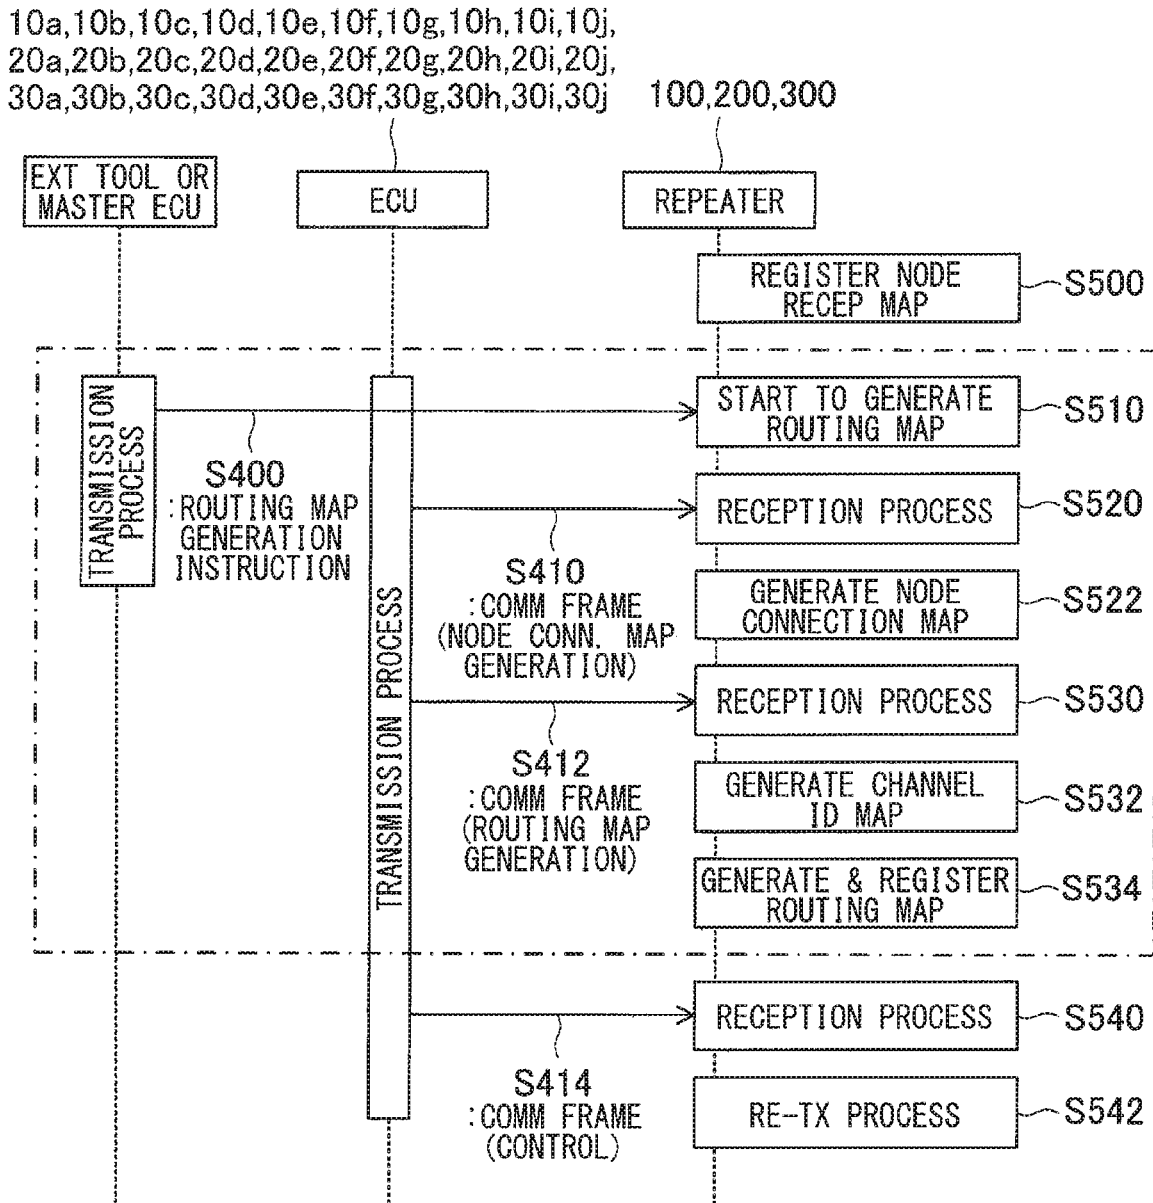 10a,10b,10c,10d,10e,10f,10g,10h,10i,10j,
20a,20b,20c,20d,20e,20f,20g,20h,20i,20j,
30a,30b,30c,30d,30e,30f,30g,30h,30i,30j
100,200,300
EXT TOOL OR
MASTER ECU
ECU
REPEATER
REGISTER NODE
RECEP MAP
S500
TRANSMISSION
PROCESS
S400
:ROUTING MAP
GENERATION
INSTRUCTION
START TO GENERATE
ROUTING MAP
S510
TRANSMISSION PROCESS
RECEPTION PROCESS
S520
S410
:COMM FRAME
(NODE CONN. MAP
GENERATION)
GENERATE NODE
CONNECTION MAP
S522
RECEPTION PROCESS
S530
S412
:COMM FRAME
(ROUTING MAP
GENERATION)
GENERATE CHANNEL
ID MAP
S532
GENERATE & REGISTER
ROUTING MAP
S534
RECEPTION PROCESS
S540
S414
:COMM FRAME
(CONTROL)
RE-TX PROCESS
S542